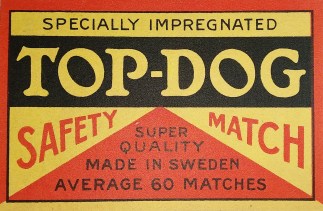 SPECIALLY IMPREGNATED
TOP-DOG
SAFETY MATCH
SUPER
QUALITY
MADE IN SWEDEN
AVERAGE 60 MATCHES